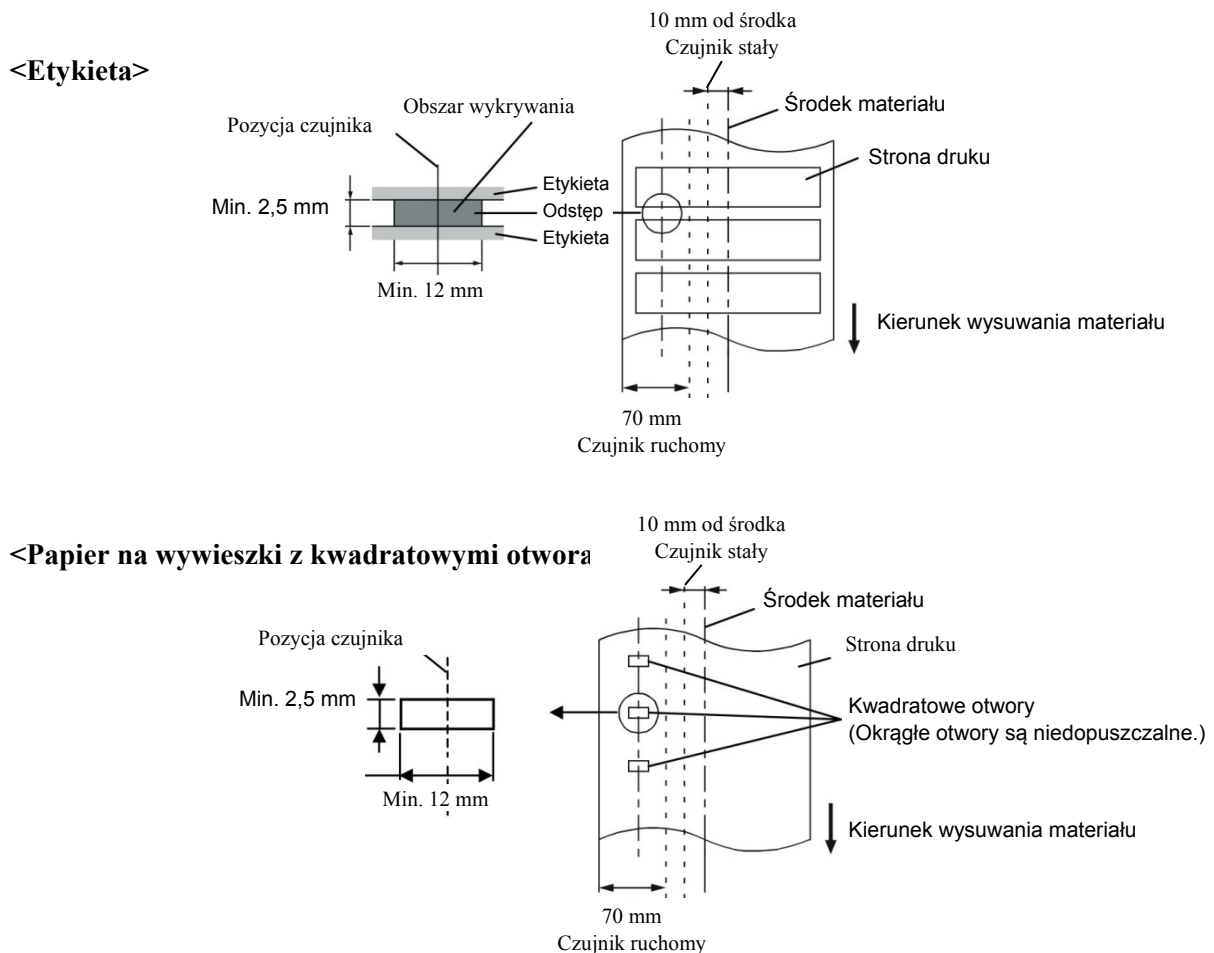 <Etykieta>
10 mm od środka
Czujnik stały
Środek materiału
Strona druku
Pozycja czujnika
Obszar wykrywania
Min. 2,5 mm
Etykieta
Odstęp
Etykieta
Min. 12 mm
Kierunek wysuwania materiału
70 mm
Czujnik ruchomy
<Papier na wywieszki z kwadratowymi otwora
10 mm od środka
Czujnik stały
Środek materiału
Strona druku
Pozycja czujnika
Min. 2,5 mm
Min. 12 mm
Kwadratowe otwory
(Okrągłe otwory są niedopuszczalne.)
Kierunek wysuwania materiału
70 mm
Czujnik ruchomy